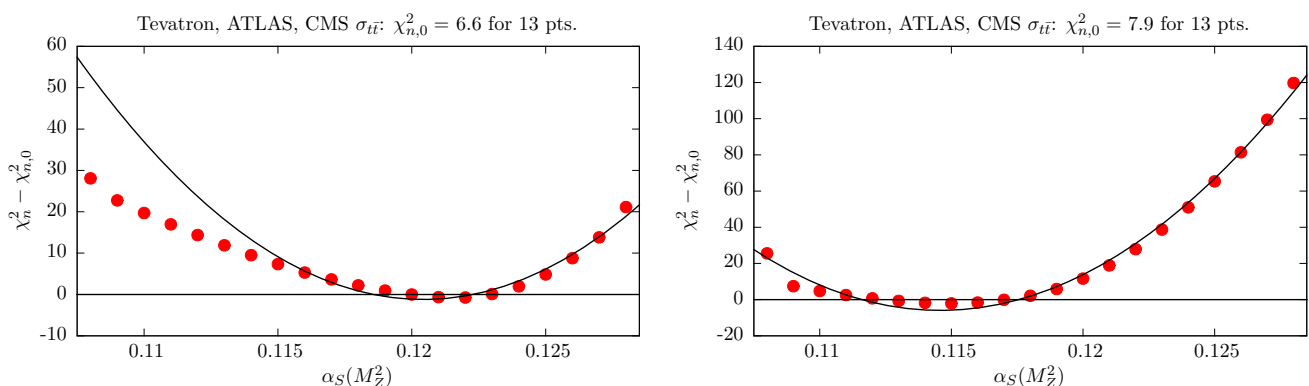 Tevatron, ATLAS, CMS σ_{tt̄}: χ²_{n,0} = 6.6 for 13 pts.
60
50
40
30
20
10
0
-10
χ²_n − χ²_{n,0}
0.11 0.115 0.12 0.125
α_S(M²_Z)
Tevatron, ATLAS, CMS σ_{tt̄}: χ²_{n,0} = 7.9 for 13 pts.
140
120
100
80
60
40
20
0
-20
χ²_n − χ²_{n,0}
0.11 0.115 0.12 0.125
α_S(M²_Z)